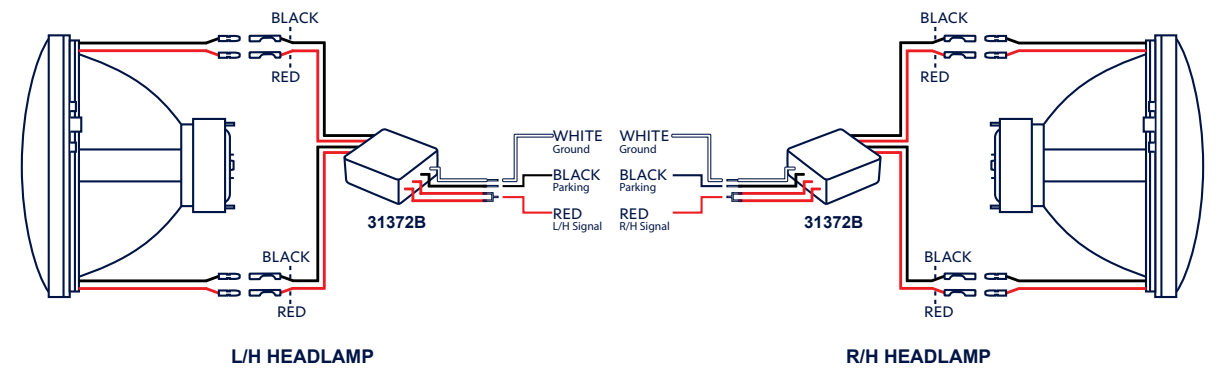 BLACK
BLACK
RED
RED
WHITE
Ground
WHITE
Ground
BLACK
Parking
BLACK
Parking
RED
L/H Signal
RED
R/H Signal
31372B
31372B
BLACK
BLACK
RED
RED
L/H HEADLAMP
R/H HEADLAMP